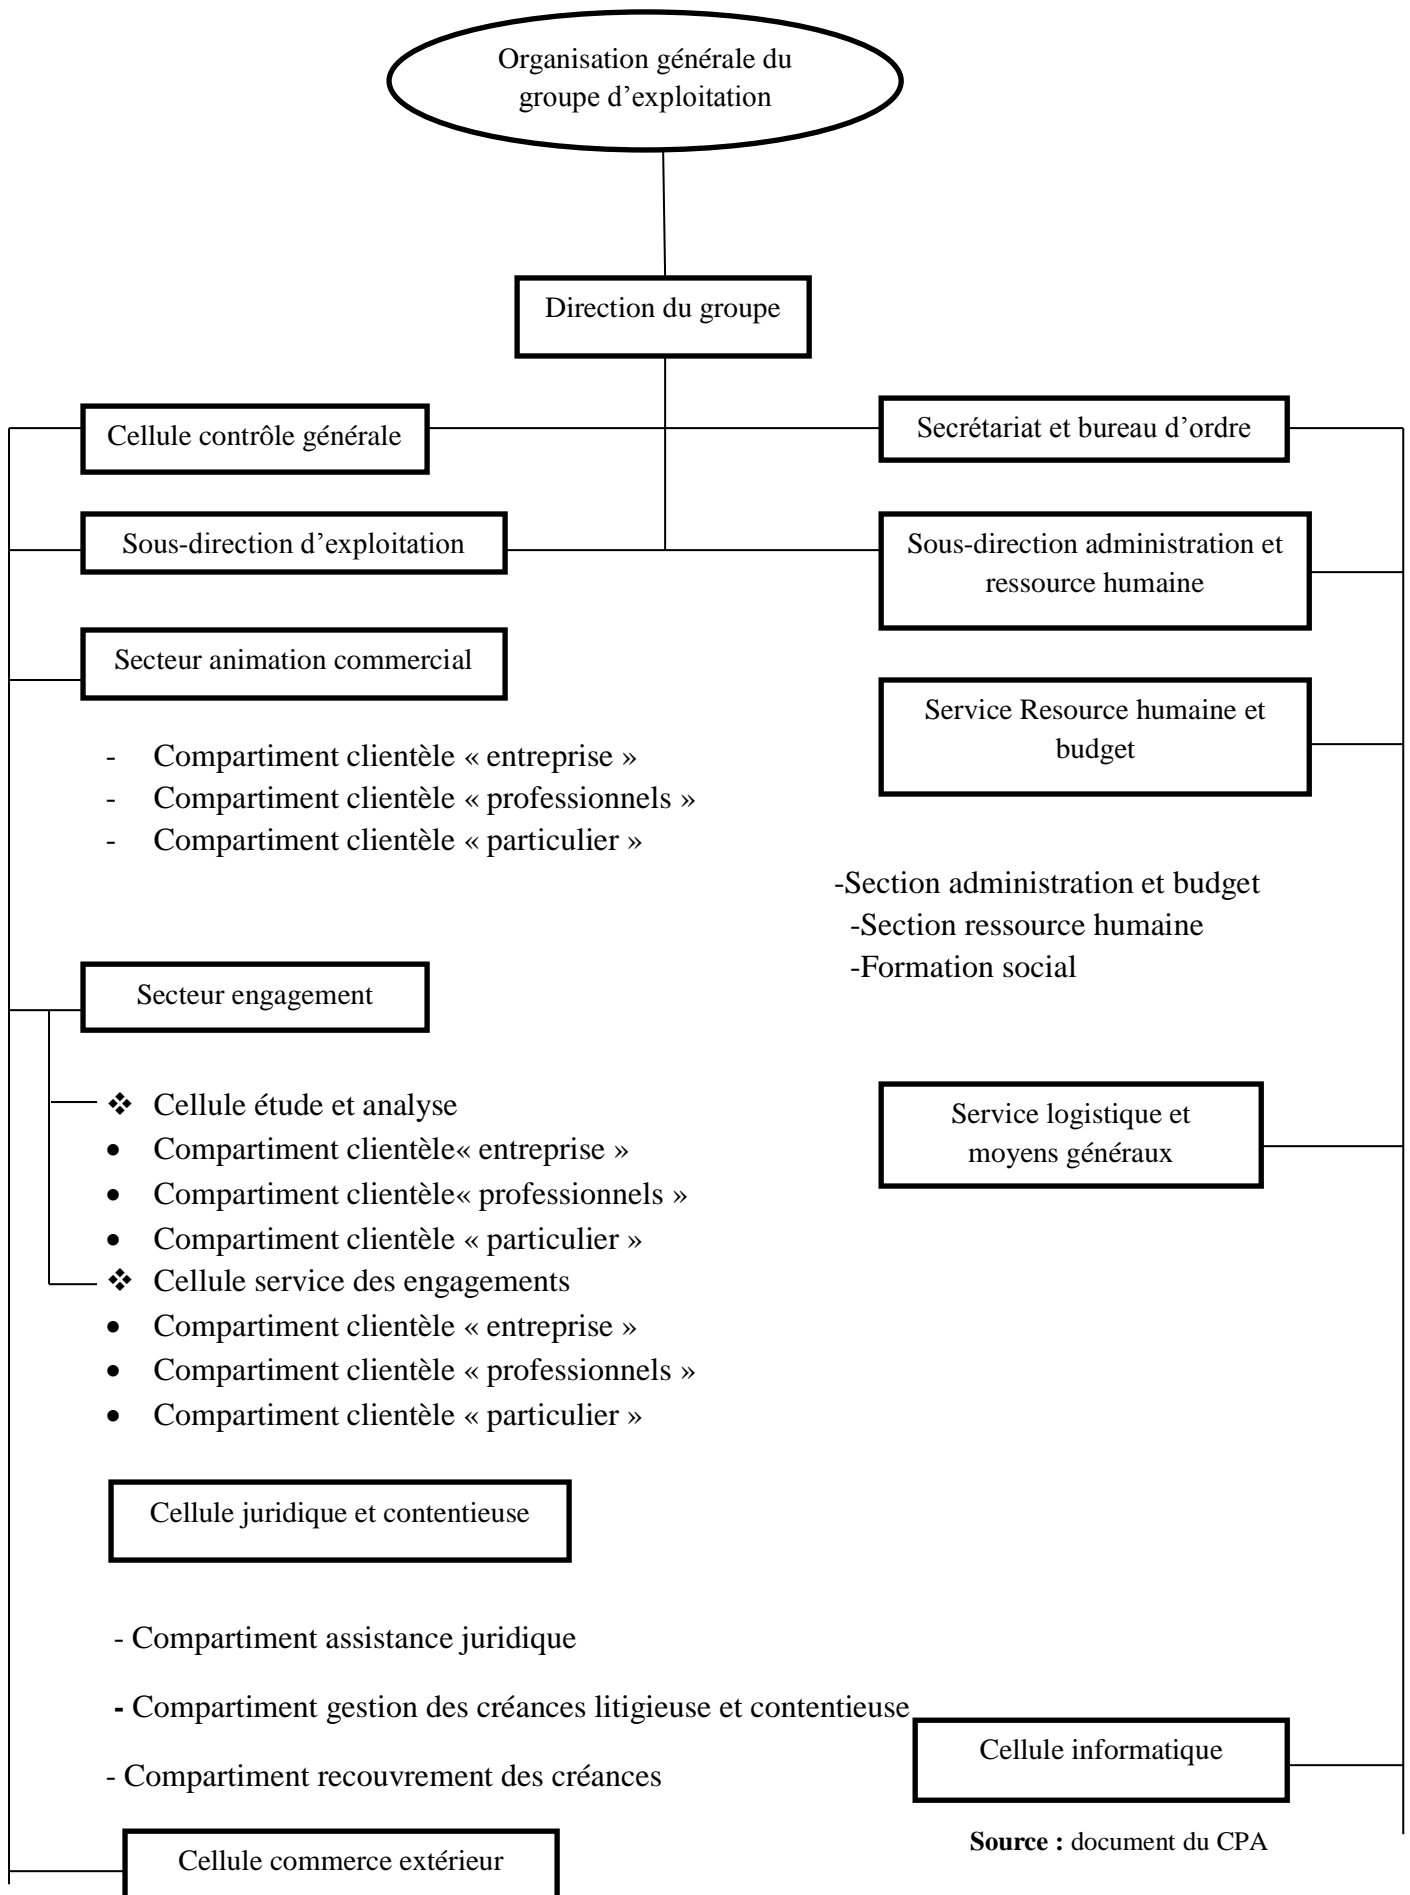 Organisation générale du
groupe d’exploitation
Direction du groupe
Cellule contrôle générale
Secrétariat et bureau d’ordre
Sous-direction d’exploitation
Sous-direction administration et
ressource humaine
Secteur animation commercial
Service Resource humaine et
budget
- Compartiment clientèle « entreprise »
- Compartiment clientèle « professionnels »
- Compartiment clientèle « particulier »
-Section administration et budget
-Section ressource humaine
-Formation social
Secteur engagement
❖ Cellule étude et analyse
• Compartiment clientèle« entreprise »
• Compartiment clientèle« professionnels »
• Compartiment clientèle « particulier »
❖ Cellule service des engagements
• Compartiment clientèle « entreprise »
• Compartiment clientèle « professionnels »
• Compartiment clientèle « particulier »
Service logistique et
moyens généraux
Cellule juridique et contentieuse
- Compartiment assistance juridique
- Compartiment gestion des créances litigieuse et contentieuse
- Compartiment recouvrement des créances
Cellule informatique
Source : document du CPA
Cellule commerce extérieur